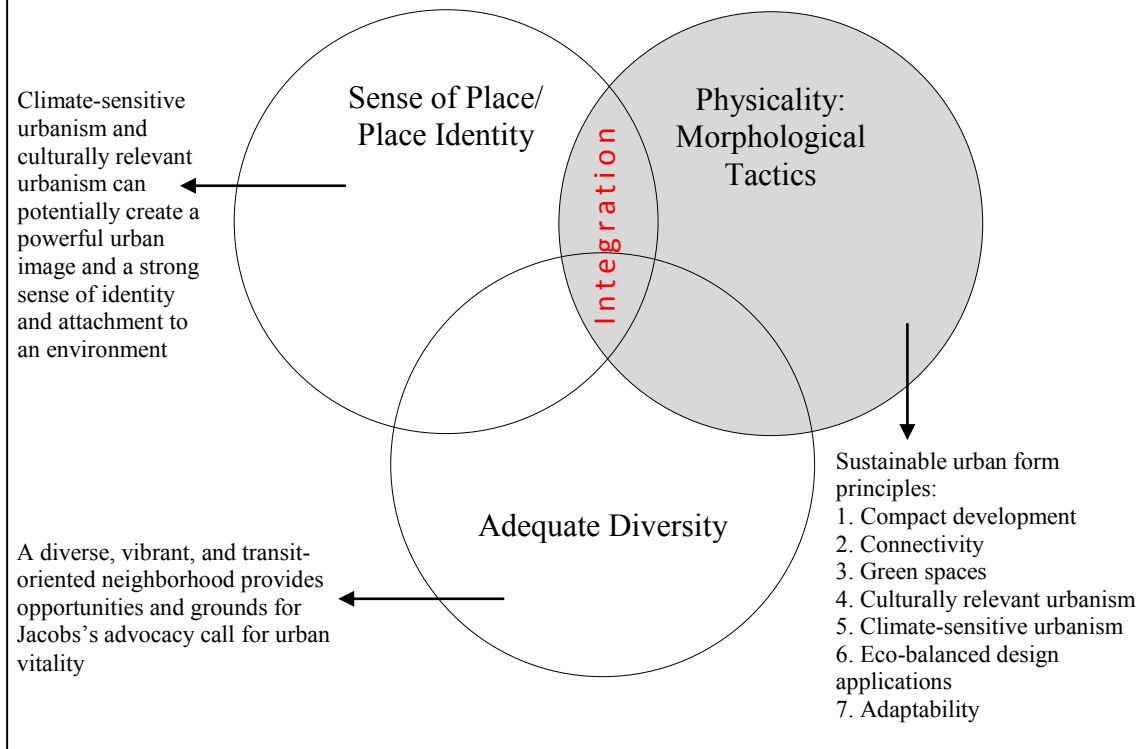 Sense of Place/
Place Identity
Physicality:
Morphological
Tactics
Integration
Adequate Diversity
Climate-sensitive
urbanism and
culturally relevant
urbanism can
potentially create a
powerful urban
image and a strong
sense of identity
and attachment to
an environment
A diverse, vibrant, and transit-
oriented neighborhood provides
opportunities and grounds for
Jacobs’s advocacy call for urban
vitality
Sustainable urban form
principles:
1. Compact development
2. Connectivity
3. Green spaces
4. Culturally relevant urbanism
5. Climate-sensitive urbanism
6. Eco-balanced design
applications
7. Adaptability